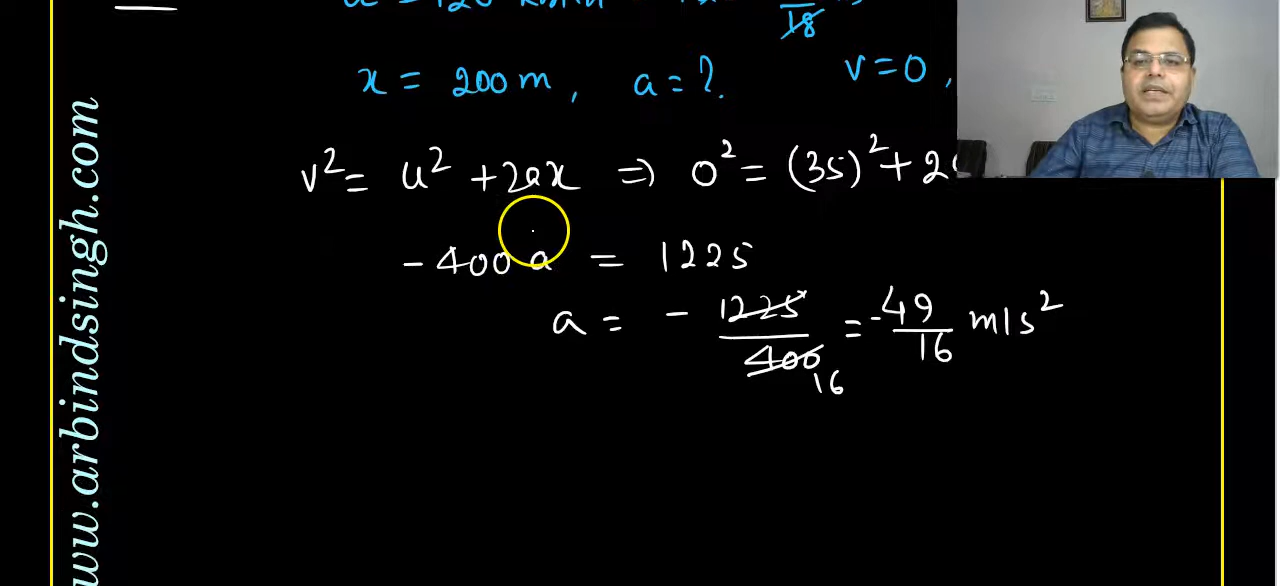 18
x = 200 m, a = ?. v = 0,
v² = u² + 2ax ⇒ 0² = (35)² + 2
- 400 a = 1225
a = - 1225/400 = -49/16 m/s²
16
ww.arbindsingh.com